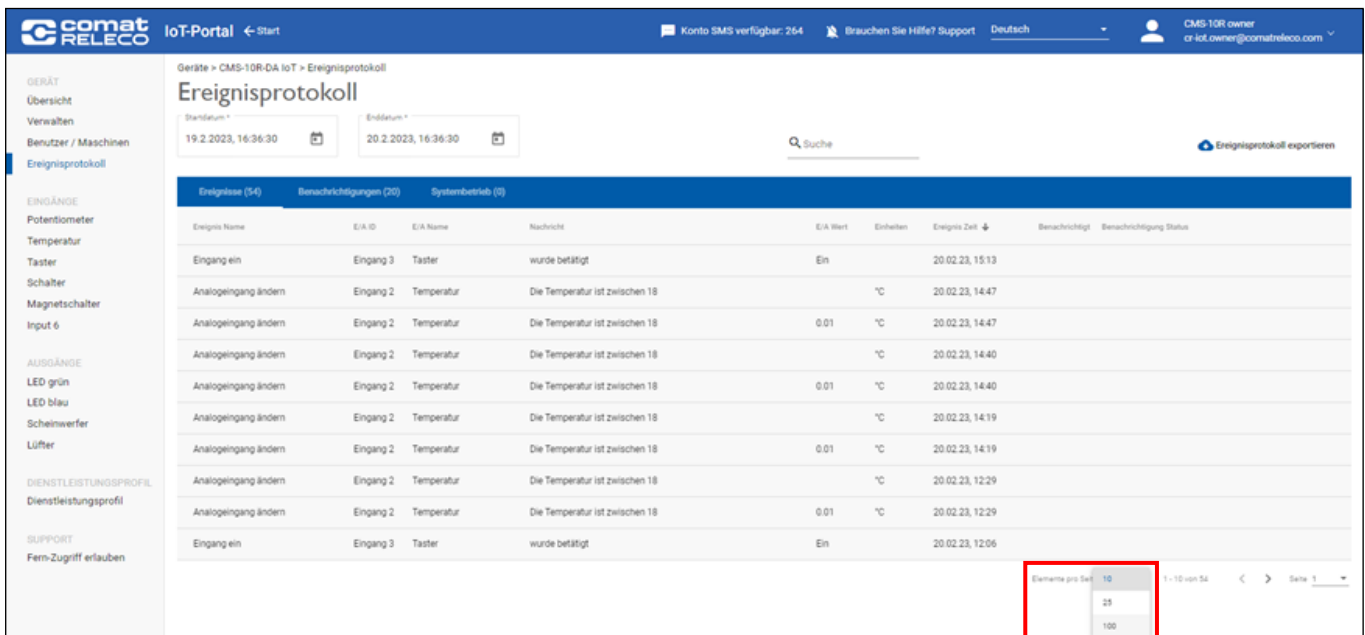 comat RELECO IoT-Portal ← Start Konto SMS verfügbar: 264 Brauchen Sie Hilfe? Support Deutsch CMS-10R owner
cr-iot.owner@comatreleco.com
Geräte > CMS-10R-DA IoT > Ereignisprotokoll
Ereignisprotokoll
Startdatum * Enddatum *
19.2.2023, 16:36:30 20.2.2023, 16:36:30 Suche Ereignisprotokoll exportieren
GERÄT
Übersicht
Verwalten
Benutzer / Maschinen
Ereignisprotokoll
EINGÄNGE
Potentiometer
Temperatur
Taster
Schalter
Magnetschalter
Input 6
AUSGÄNGE
LED grün
LED blau
Scheinwerfer
Lüfter
DIENSTLEISTUNGSPROFIL
Dienstleistungsprofil
SUPPORT
Fern-Zugriff erlauben
Ereignisse (54) Benachrichtigungen (20) Systembetrieb (0)
Ereignis Name E/A ID E/A Name Nachricht E/A Wert Einheiten Ereignis Zeit Benachrichtigt Benachrichtigung Status
Eingang ein Eingang 3 Taster wurde betätigt Ein 20.02.23, 15:13
Analogeingang ändern Eingang 2 Temperatur Die Temperatur ist zwischen 18 °C 20.02.23, 14:47
Analogeingang ändern Eingang 2 Temperatur Die Temperatur ist zwischen 18 0.01 °C 20.02.23, 14:47
Analogeingang ändern Eingang 2 Temperatur Die Temperatur ist zwischen 18 °C 20.02.23, 14:40
Analogeingang ändern Eingang 2 Temperatur Die Temperatur ist zwischen 18 0.01 °C 20.02.23, 14:40
Analogeingang ändern Eingang 2 Temperatur Die Temperatur ist zwischen 18 °C 20.02.23, 14:19
Analogeingang ändern Eingang 2 Temperatur Die Temperatur ist zwischen 18 0.01 °C 20.02.23, 14:19
Analogeingang ändern Eingang 2 Temperatur Die Temperatur ist zwischen 18 °C 20.02.23, 12:29
Analogeingang ändern Eingang 2 Temperatur Die Temperatur ist zwischen 18 0.01 °C 20.02.23, 12:29
Eingang ein Eingang 3 Taster wurde betätigt Ein 20.02.23, 12:06
Elemente pro Seit 10 1 - 10 von 54 Seite 1
25
100